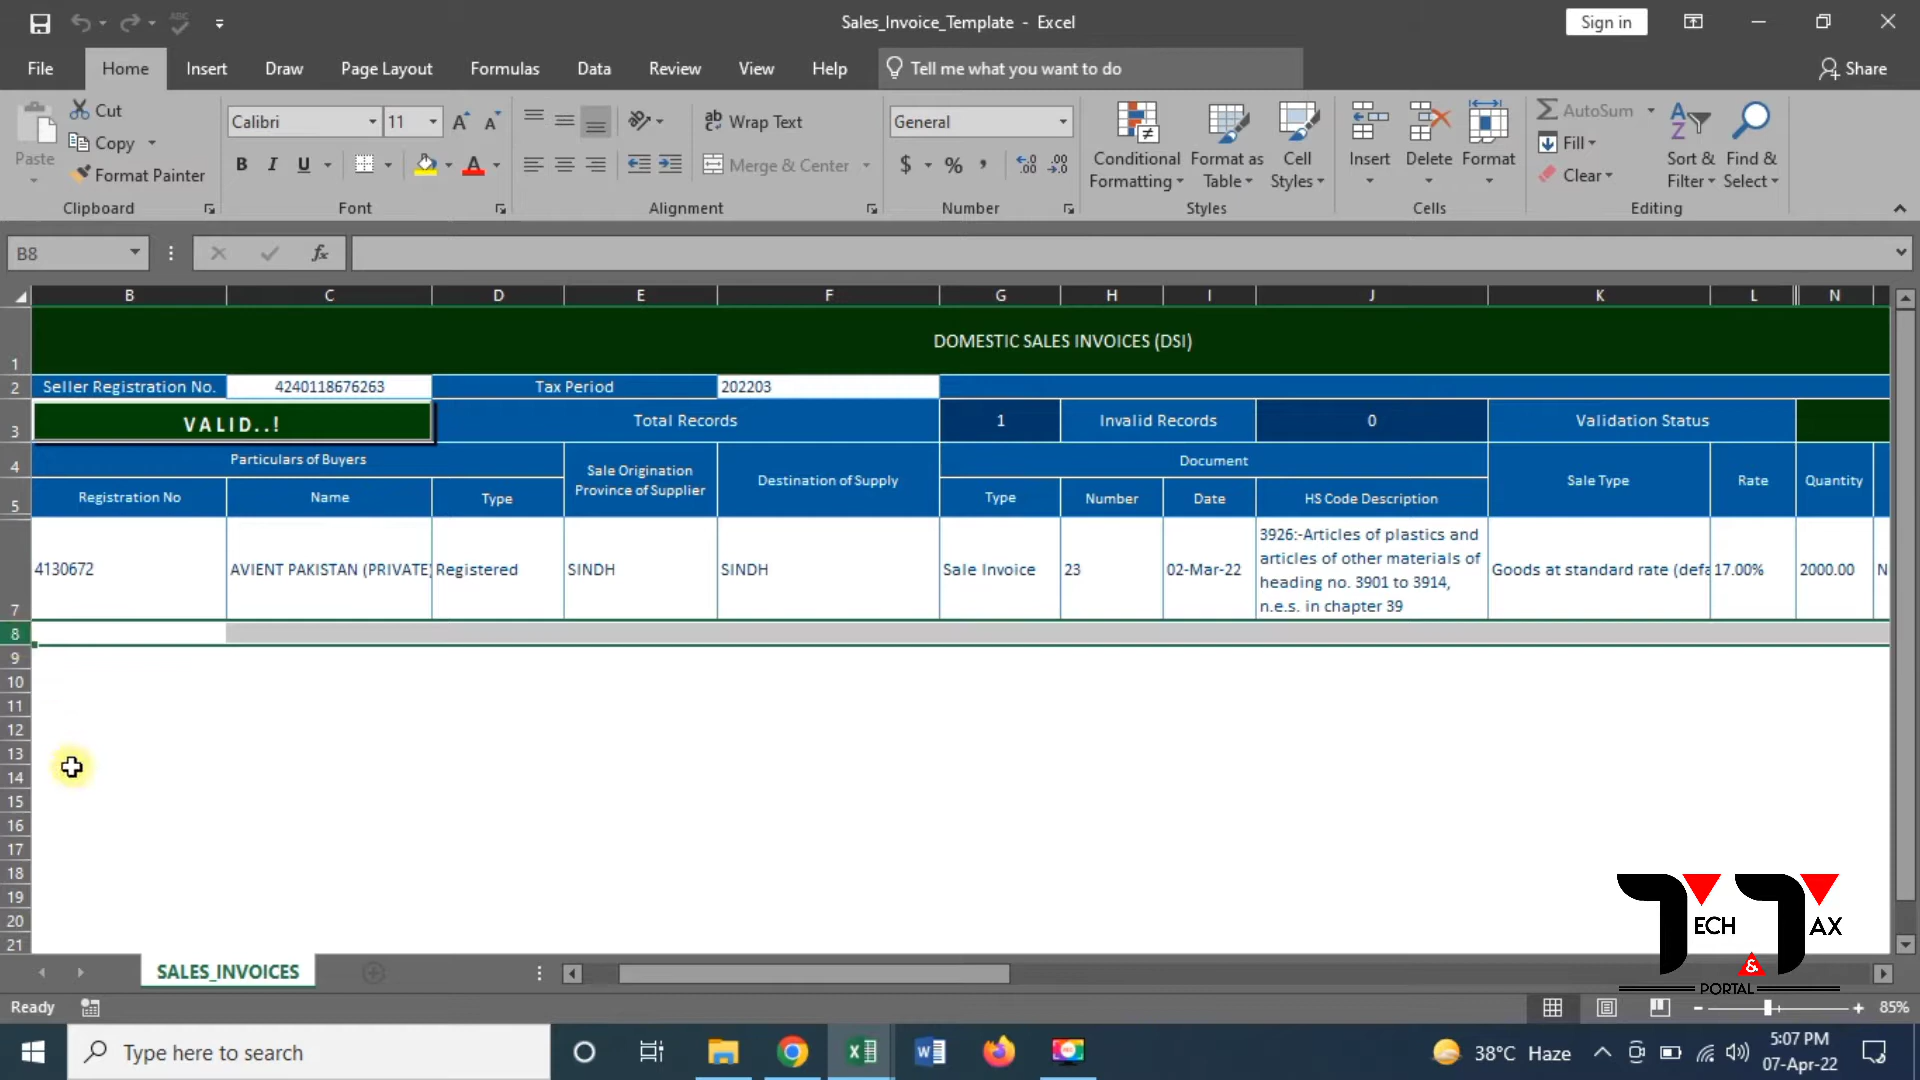 Sales_Invoice_Template - Excel
Sign in
File Home Insert Draw Page Layout Formulas Data Review View Help Tell me what you want to do Share
Cut
Copy
Format Painter
Paste
Clipboard
Calibri 11
B I U A
Font
ab Wrap Text
Merge & Center
Alignment
General
$ % ,
Number
Conditional Formatting
Format as Table
Cell Styles
Styles
Insert Delete Format
Cells
AutoSum
Fill
Clear
Sort & Filter
Find & Select
Editing
B8 fx
B C D E F G H I J K L N
1 DOMESTIC SALES INVOICES (DSI)
2 Seller Registration No. 4240118676263 Tax Period 202203
3 VALID..! Total Records 1 Invalid Records 0 Validation Status
4 Particulars of Buyers Sale Origination Province of Supplier Destination of Supply Document Sale Type Rate Quantity
5 Registration No Name Type Type Number Date HS Code Description
7 4130672 AVIENT PAKISTAN (PRIVATE) Registered SINDH SINDH Sale Invoice 23 02-Mar-22 3926:-Articles of plastics and articles of other materials of heading no. 3901 to 3914, n.e.s. in chapter 39 Goods at standard rate (defa 17.00% 2000.00 N
8
9
10
11
12
13
14
15
16
17
18
19
20
21
TECH & TAX
PORTAL
SALES_INVOICES
Ready
85%
Type here to search
38°C Haze
5:07 PM
07-Apr-22